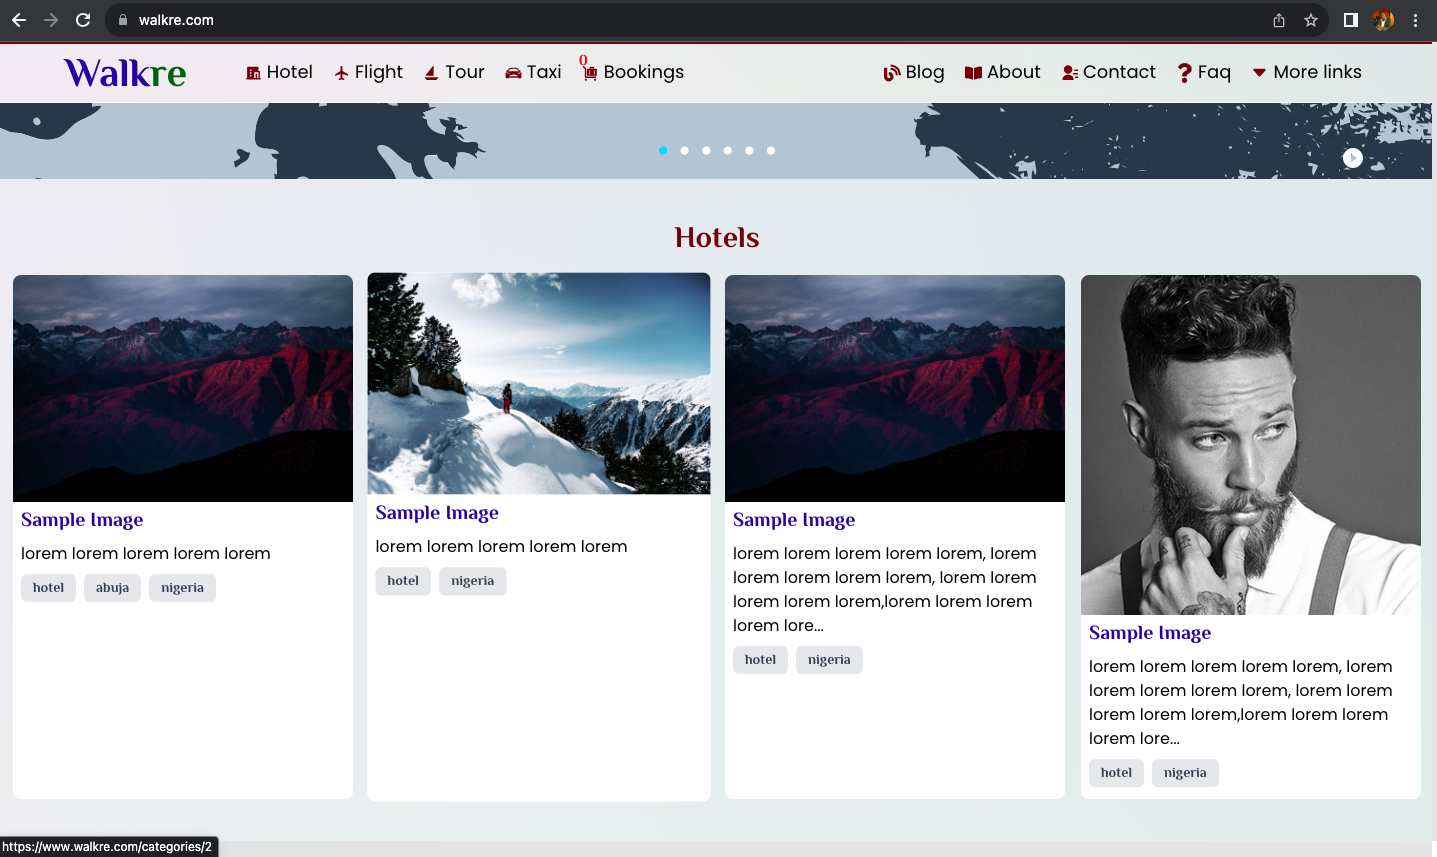 walkre.com
Walkre
Hotel Flight Tour Taxi 0 Bookings Blog About Contact Faq More links
Hotels
Sample Image
lorem lorem lorem lorem lorem
hotel abuja nigeria
Sample Image
lorem lorem lorem lorem lorem
hotel nigeria
Sample Image
lorem lorem lorem lorem lorem, lorem
lorem lorem lorem lorem, lorem lorem
lorem lorem lorem,lorem lorem lorem
lorem lore...
hotel nigeria
Sample Image
lorem lorem lorem lorem lorem, lorem
lorem lorem lorem lorem, lorem lorem
lorem lorem lorem,lorem lorem lorem
lorem lore...
hotel nigeria
https://www.walkre.com/categories/2